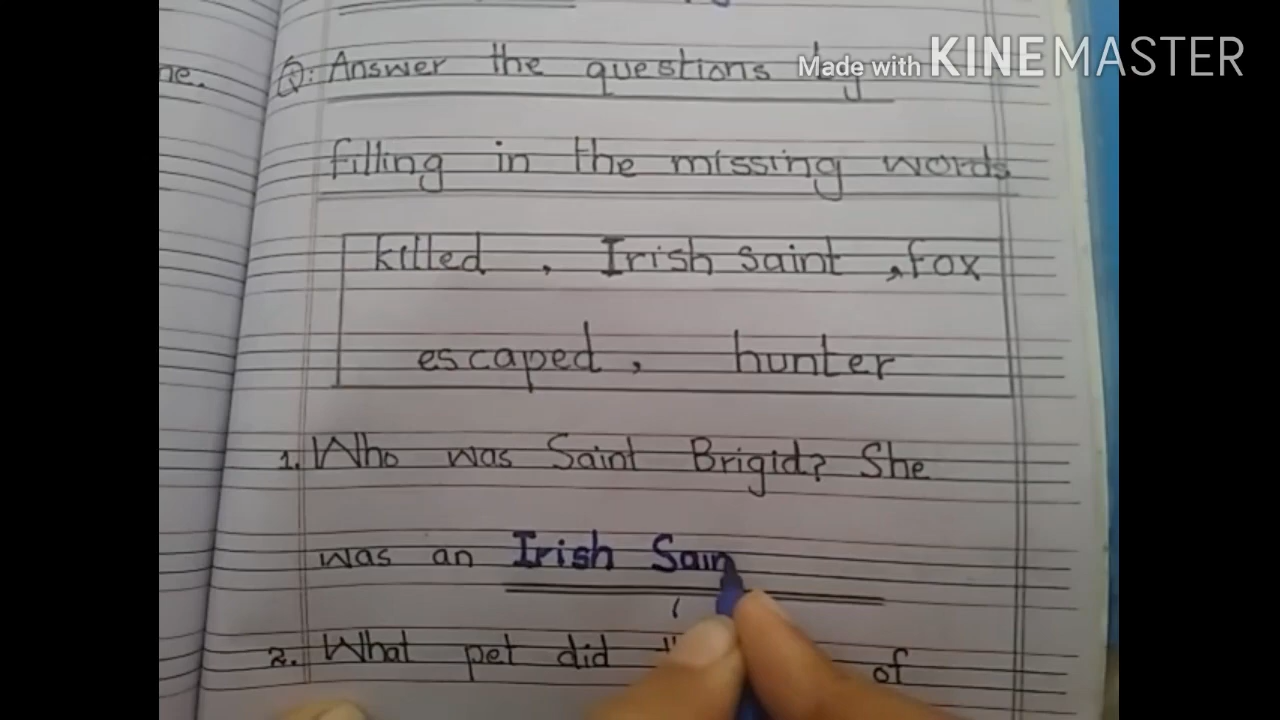 Made with KINEMASTER
ne.
Q: Answer the questions by
filling in the missing words
killed , Irish saint , fox
escaped , hunter
1. Who was Saint Brigid? She
was an Irish Sain
2. What pet did of